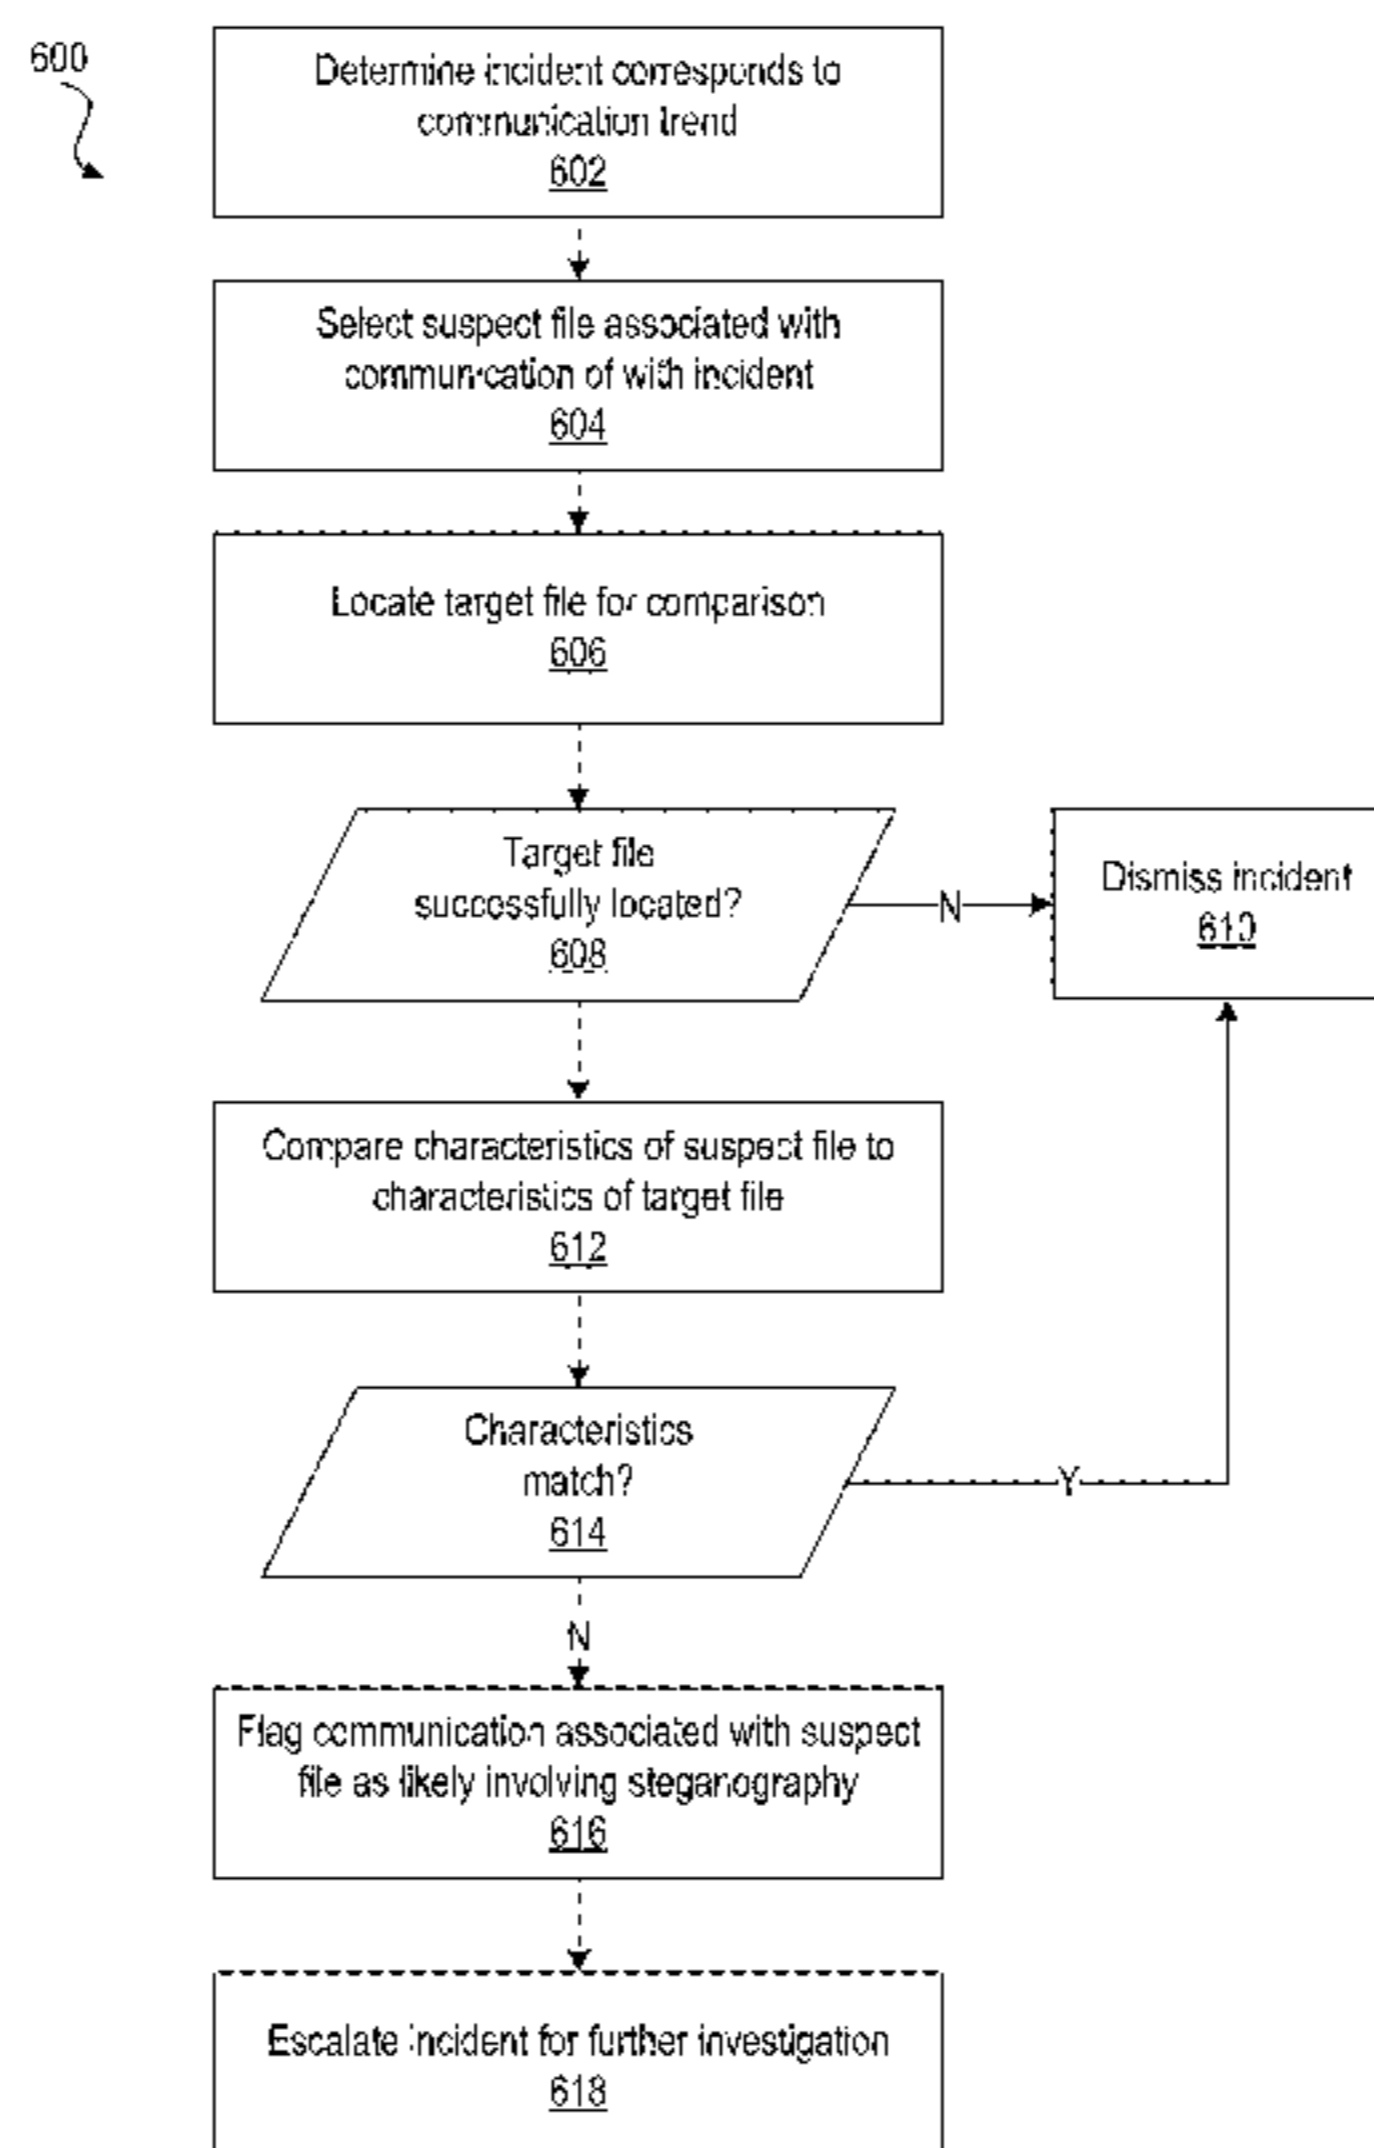 600
Determine incident corresponds to
communication trend
602
Select suspect file associated with
communication of with incident
604
Locate target file for comparison
606
Target file
successfully located?
608
N
Dismiss incident
610
Compare characteristics of suspect file to
characteristics of target file
612
Characteristics
match?
614
Y
N
Flag communication associated with suspect
file as likely involving steganography
616
Escalate incident for further investigation
618